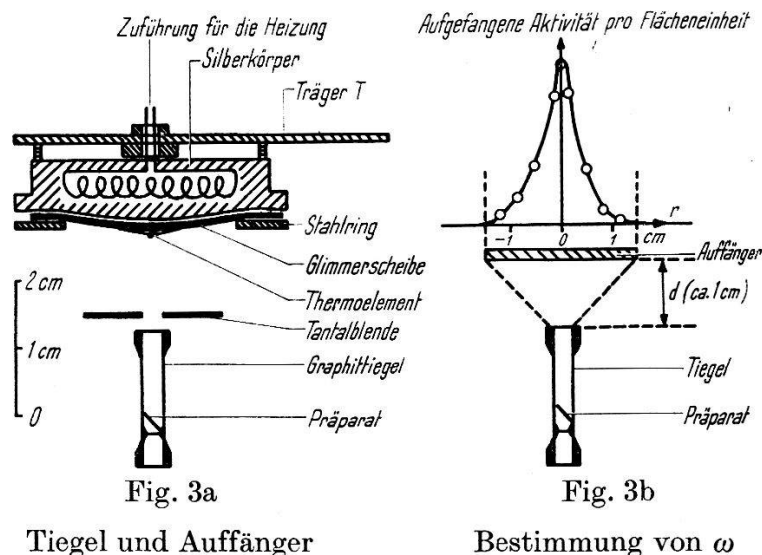 Zuführung für die Heizung
Silberkörper
Träger T
Stahlring
Glimmerscheibe
Thermoelement
Tantalblende
Graphittiegel
Präparat
2 cm
1 cm
0
Fig. 3a
Tiegel und Auffänger
Aufgefangene Aktivität pro Flächeneinheit
r
-1 0 1 cm
Auffänger
d (ca. 1 cm)
Tiegel
Präparat
Fig. 3b
Bestimmung von ω